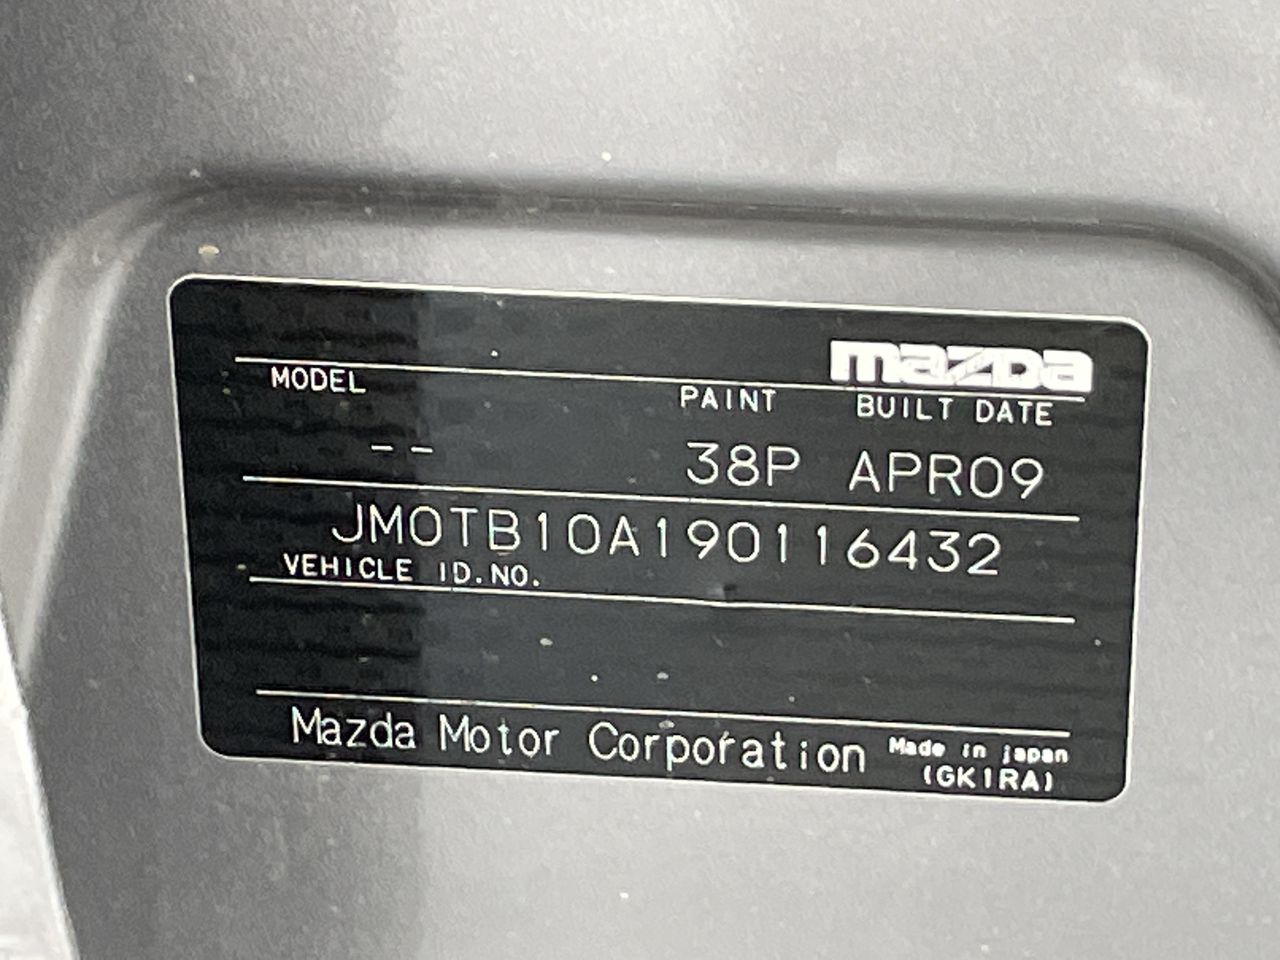 mazda
MODEL PAINT BUILT DATE
-- 38P APR09
JM0TB10A190116432
VEHICLE ID.NO.
Mazda Motor Corporation Made in japan
(GK1RA)